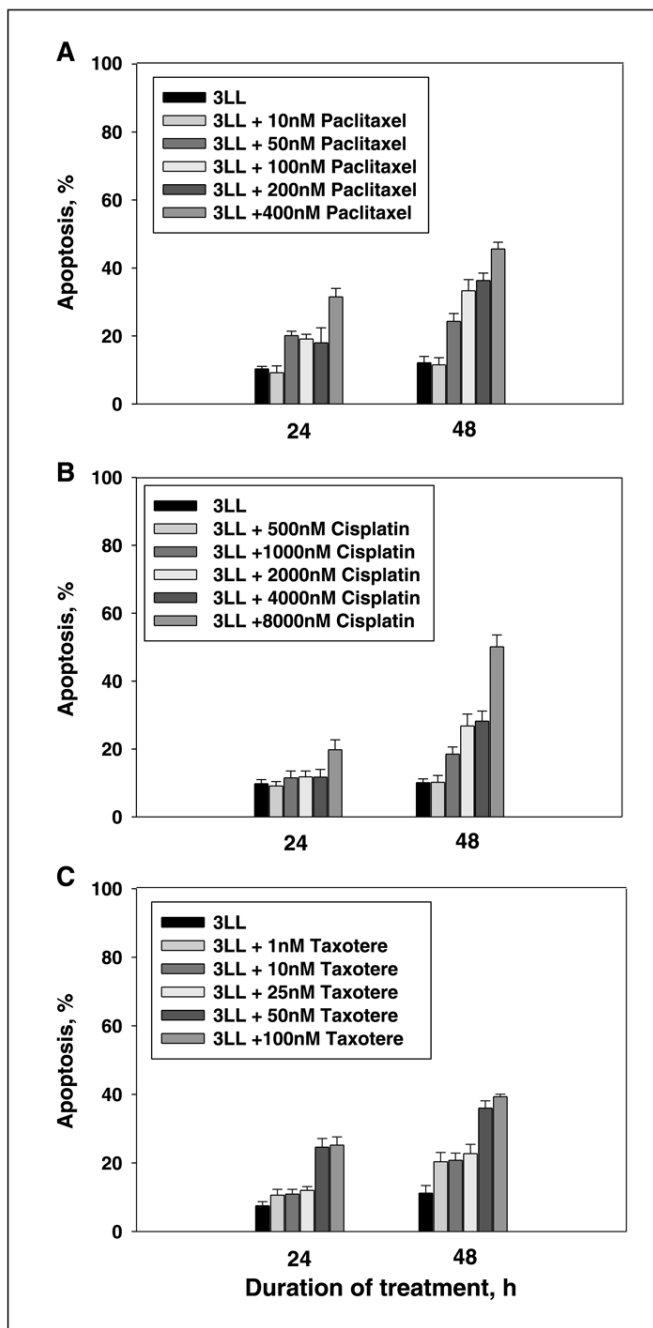 A
100
80
60
40
20
0
Apoptosis, %
3LL
3LL + 10nM Paclitaxel
3LL + 50nM Paclitaxel
3LL + 100nM Paclitaxel
3LL + 200nM Paclitaxel
3LL +400nM Paclitaxel
24 48
B
100
80
60
40
20
0
Apoptosis, %
3LL
3LL + 500nM Cisplatin
3LL +1000nM Cisplatin
3LL + 2000nM Cisplatin
3LL + 4000nM Cisplatin
3LL +8000nM Cisplatin
24 48
C
100
80
60
40
20
0
Apoptosis, %
3LL
3LL + 1nM Taxotere
3LL + 10nM Taxotere
3LL + 25nM Taxotere
3LL + 50nM Taxotere
3LL +100nM Taxotere
24 48
Duration of treatment, h